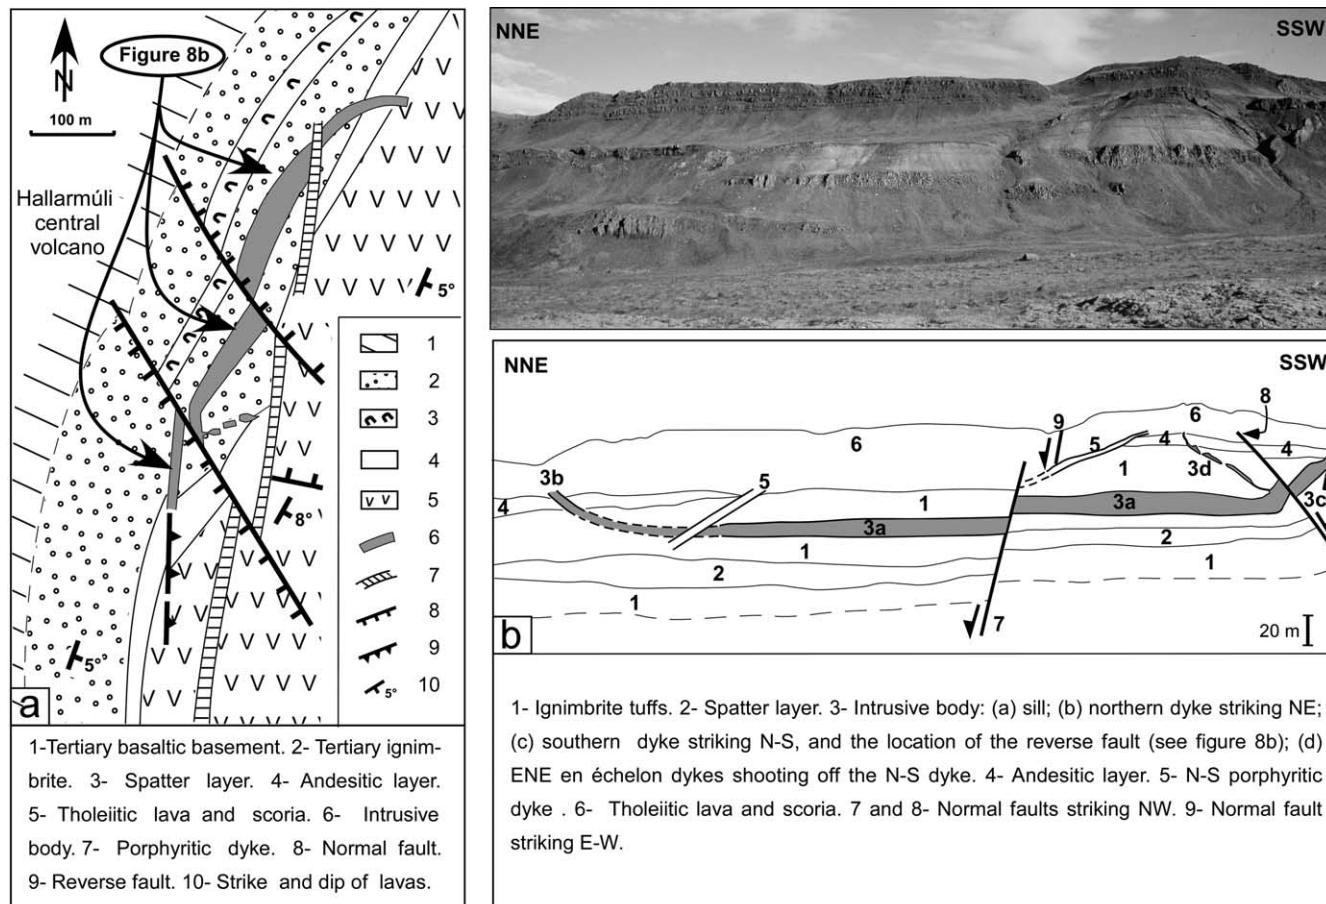 Figure 8b
N
100 m
Hallarmúli
central
volcano
5°
8°
5°
1
2
3
4
5
6
7
8
9
5°
10
a
1-Tertiary basaltic basement. 2- Tertiary ignim-
brite. 3- Spatter layer. 4- Andesitic layer.
5- Tholeiitic lava and scoria. 6- Intrusive
body. 7- Porphyritic dyke. 8- Normal fault.
9- Reverse fault. 10- Strike and dip of lavas.
NNE SSW
NNE SSW
8
6
9
5
4
4
6
1
3d
3b
5
3c
4
1
3a
3a
2
1
1
2
1
7
20 m
b
1- Ignimbrite tuffs. 2- Spatter layer. 3- Intrusive body: (a) sill; (b) northern dyke striking NE;
(c) southern dyke striking N-S, and the location of the reverse fault (see figure 8b); (d)
ENE en échelon dykes shooting off the N-S dyke. 4- Andesitic layer. 5- N-S porphyritic
dyke . 6- Tholeiitic lava and scoria. 7 and 8- Normal faults striking NW. 9- Normal fault
striking E-W.